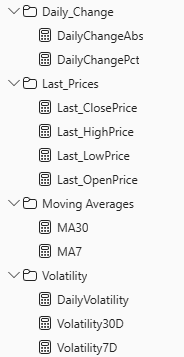 Daily_Change
DailyChangeAbs
DailyChangePct
Last_Prices
Last_ClosePrice
Last_HighPrice
Last_LowPrice
Last_OpenPrice
Moving Averages
MA30
MA7
Volatility
DailyVolatility
Volatility30D
Volatility7D